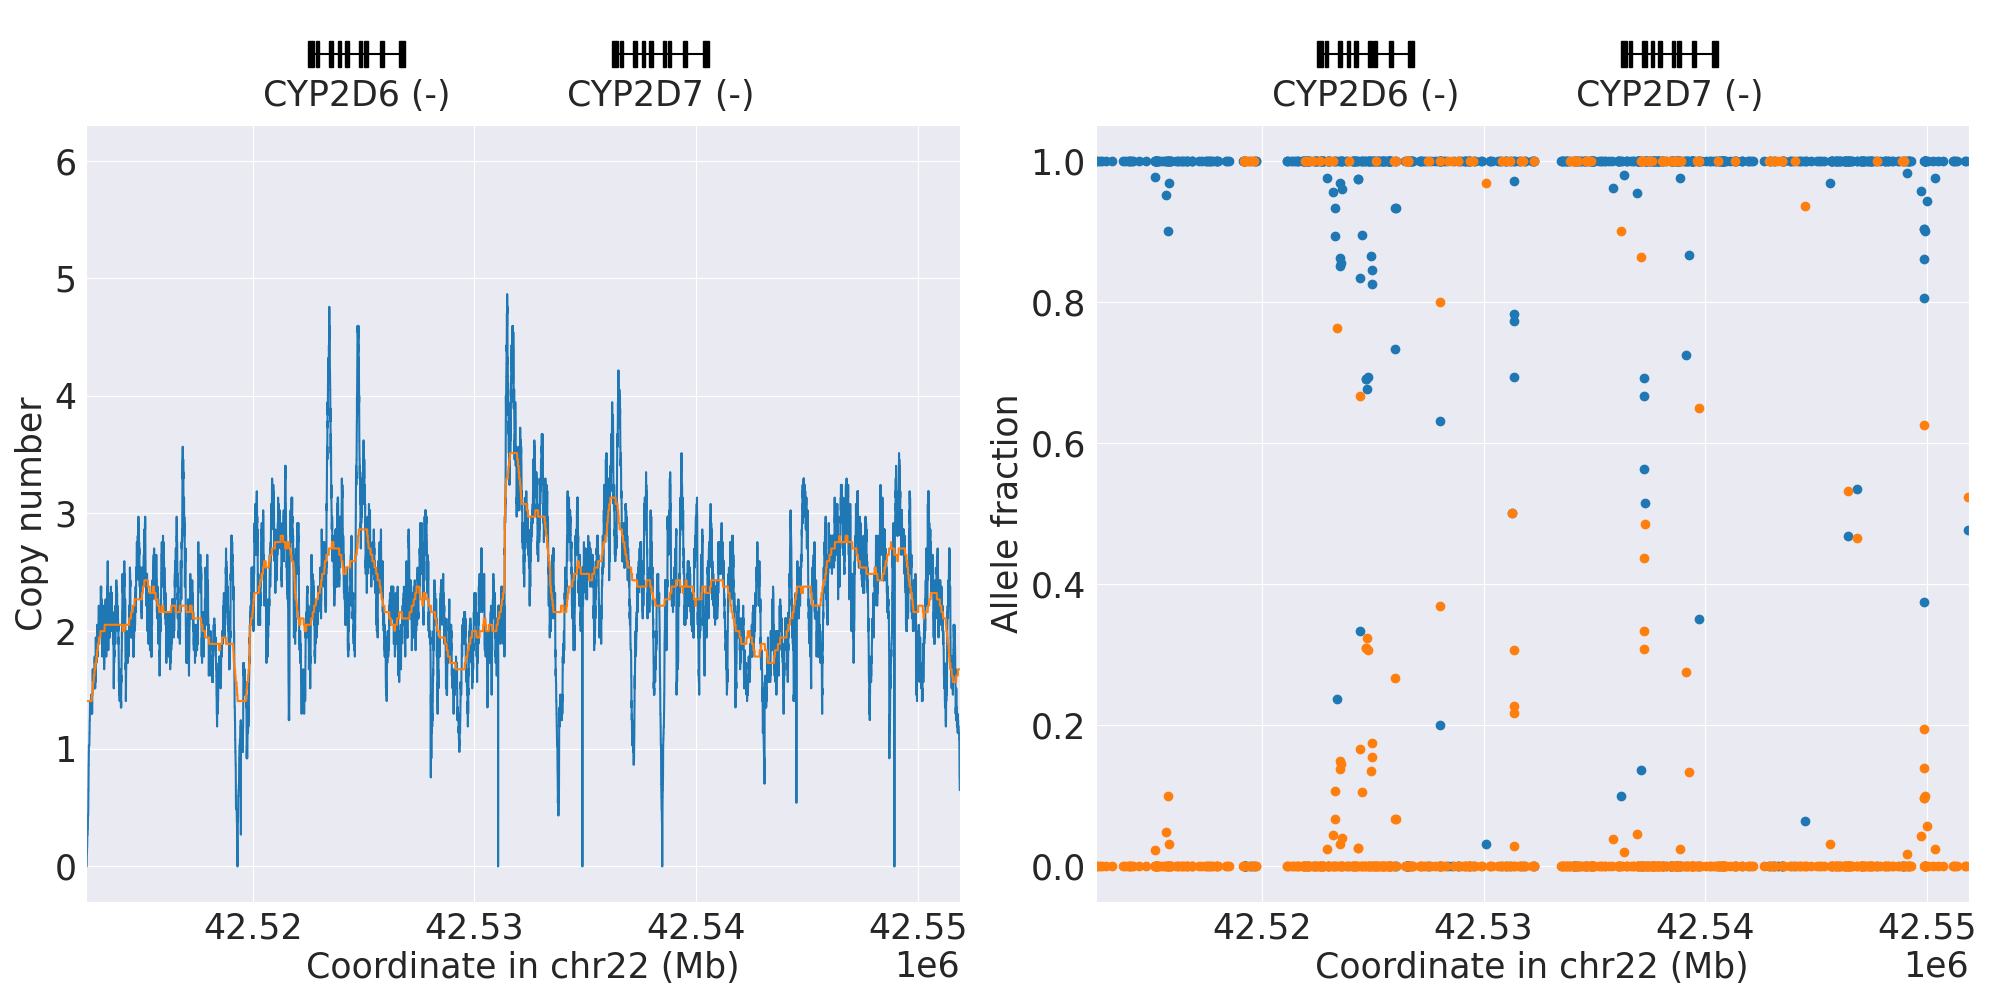 CYP2D6 (-)
CYP2D7 (-)
6
5
4
3
2
1
0
Copy number
42.52
42.53
42.54
42.55
Coordinate in chr22 (Mb)
1e6
CYP2D6 (-)
CYP2D7 (-)
1.0
0.8
0.6
0.4
0.2
0.0
Allele fraction
42.52
42.53
42.54
42.55
Coordinate in chr22 (Mb)
1e6